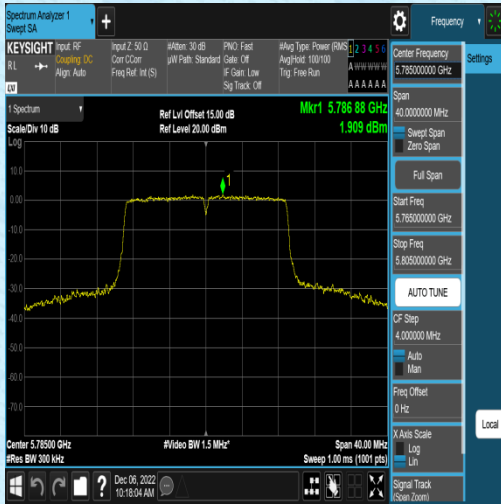 Spectrum Analyzer 1
Swept SA
Frequency
KEYSIGHT
RL
Input: RF
Coupling: DC
Align: Auto
Input Z: 50 Ω
Corr CCorr
Freq Ref: Int (S)
#Atten: 30 dB
µW Path: Standard
PNO: Fast
Gate: Off
IF Gain: Low
Sig Track: Off
#Avg Type: Power (RMS
Avg|Hold: 100/100
Trig: Free Run
1 2 3 4 5 6
A W W W W W
A A A A A A
LXI
1 Spectrum
Scale/Div 10 dB
Ref Lvl Offset 15.00 dB
Ref Level 20.00 dBm
Mkr1 5.786 88 GHz
1.909 dBm
Log
1
10.0
0.00
-10.0
-20.0
-30.0
-40.0
-50.0
-60.0
-70.0
Center 5.78500 GHz
#Res BW 300 kHz
#Video BW 1.5 MHz*
Span 40.00 MHz
Sweep 1.00 ms (1001 pts)
Dec 06, 2022
10:18:04 AM
?
Center Frequency
5.785000000 GHz
Span
40.0000000 MHz
Swept Span
Zero Span
Full Span
Start Freq
5.765000000 GHz
Stop Freq
5.805000000 GHz
AUTO TUNE
CF Step
4.000000 MHz
Auto
Man
Freq Offset
0 Hz
X Axis Scale
Log
Lin
Signal Track
(Span Zoom)
Settings
Local